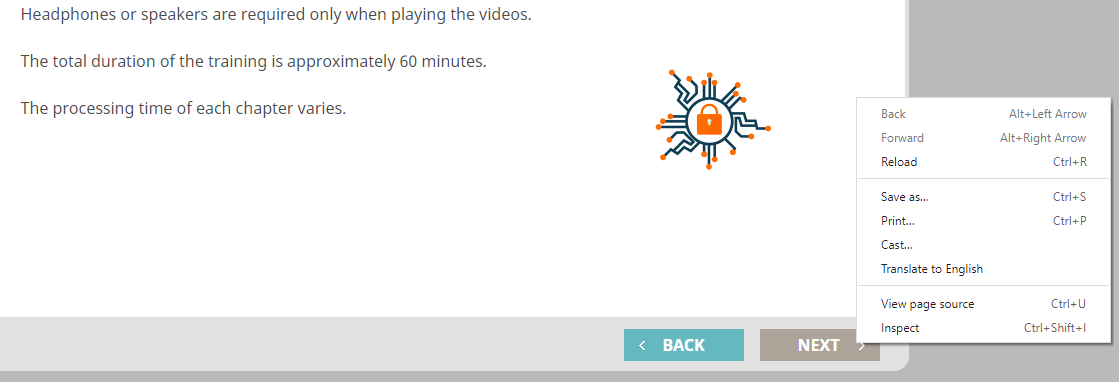 Headphones or speakers are required only when playing the videos.
The total duration of the training is approximately 60 minutes.
The processing time of each chapter varies.
Back Alt+Left Arrow
Forward Alt+Right Arrow
Reload Ctrl+R
Save as... Ctrl+S
Print... Ctrl+P
Cast...
Translate to English
View page source Ctrl+U
Inspect Ctrl+Shift+I
< BACK
NEXT >